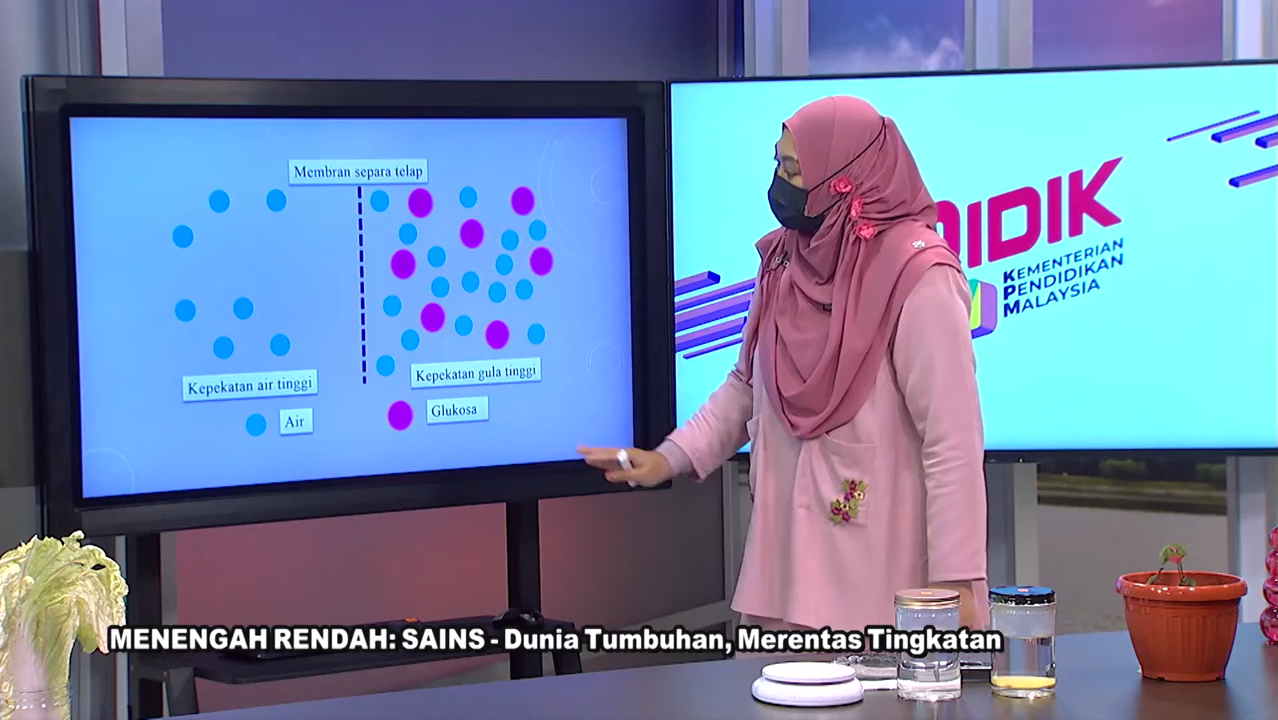 Membran separa telap
Kepekatan air tinggi
Kepekatan gula tinggi
Air
Glukosa
IDIK
KEMENTERIAN
PENDIDIKAN
MALAYSIA
MENENGAH RENDAH: SAINS - Dunia Tumbuhan, Merentas Tingkatan